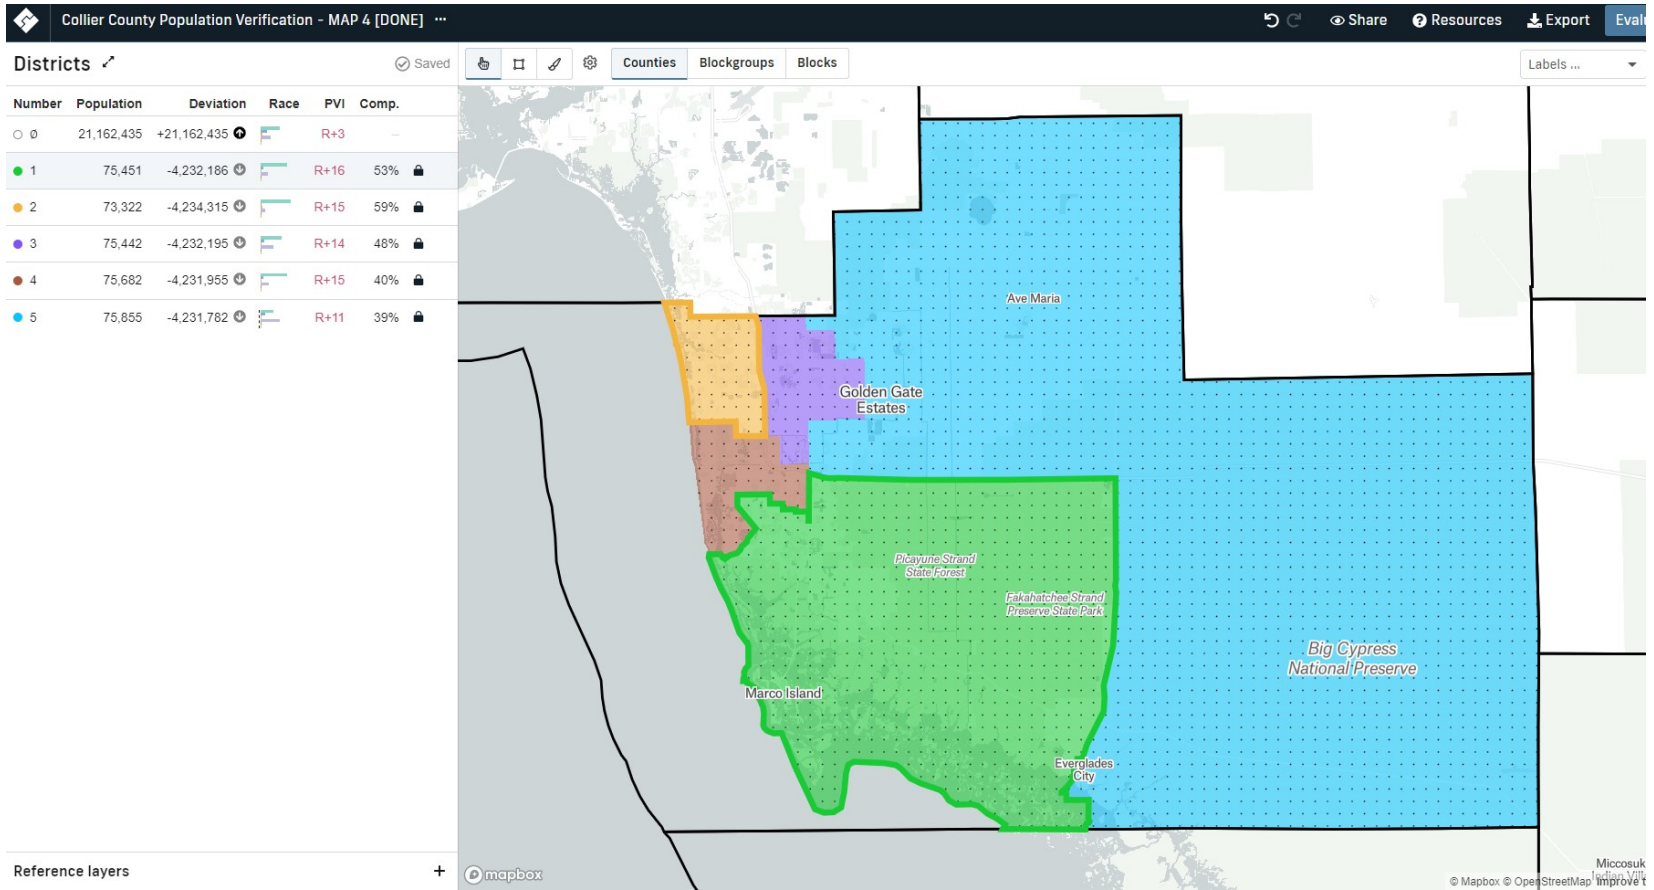 Collier County Population Verification - MAP 4 [DONE] ···
Share
Resources
Export
Evalu
Districts
Saved
Counties
Blockgroups
Blocks
Labels ...
Number Population Deviation Race PVI Comp.
Ø 21,162,435 +21,162,435 R+3 –
1 75,451 -4,232,186 R+16 53%
2 73,322 -4,234,315 R+15 59%
3 75,442 -4,232,195 R+14 48%
4 75,682 -4,231,955 R+15 40%
5 75,855 -4,231,782 R+11 39%
Ave Maria
Golden Gate
Estates
Picayune Strand
State Forest
Fakahatchee Strand
Preserve State Park
Big Cypress
National Preserve
Marco Island
Everglades
City
Reference layers +
mapbox
Miccosuk
Indian Vill
© Mapbox © OpenStreetMap Improve t